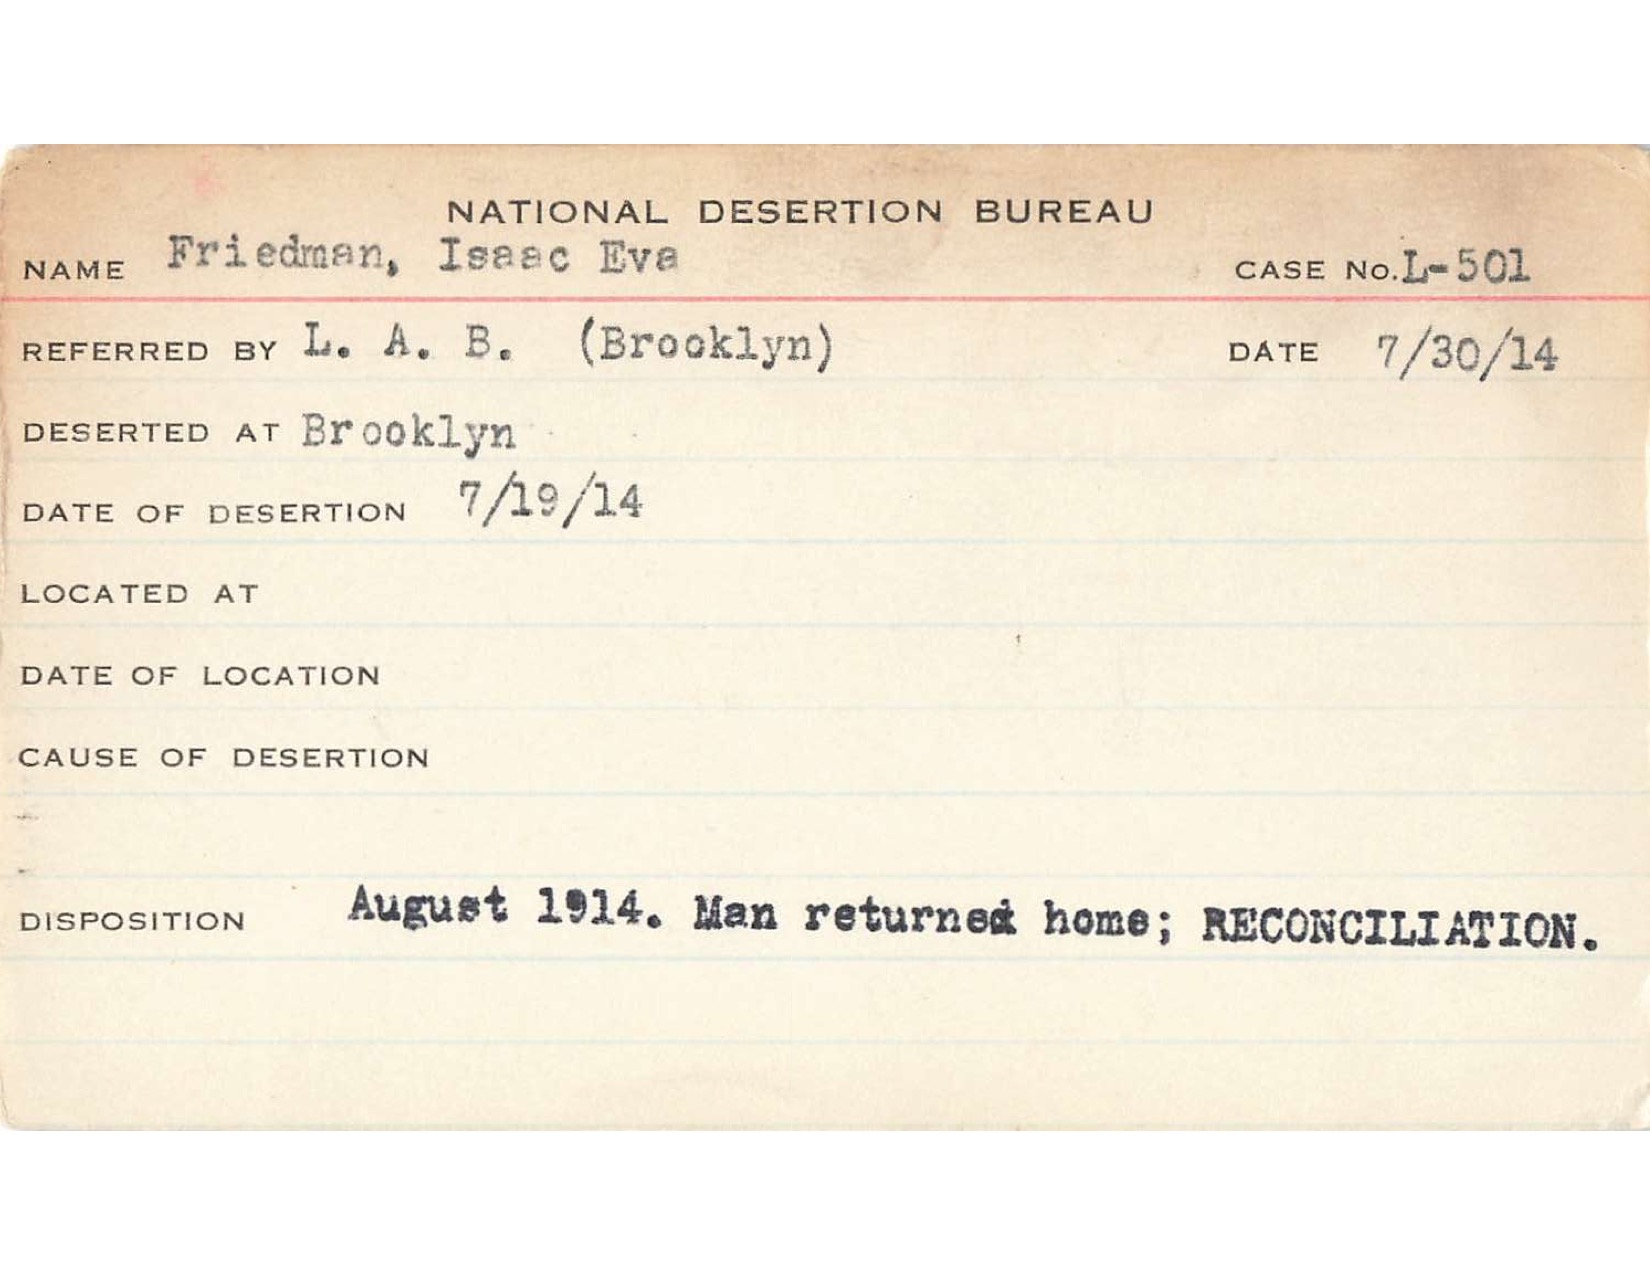 NATIONAL DESERTION BUREAU
NAME Friedman, Isaac Eva CASE No. L-501
REFERRED BY L. A. B. (Brooklyn) DATE 7/30/14
DESERTED AT Brooklyn
DATE OF DESERTION 7/19/14
LOCATED AT
DATE OF LOCATION
CAUSE OF DESERTION
DISPOSITION August 1914. Man returned home; RECONCILIATION.